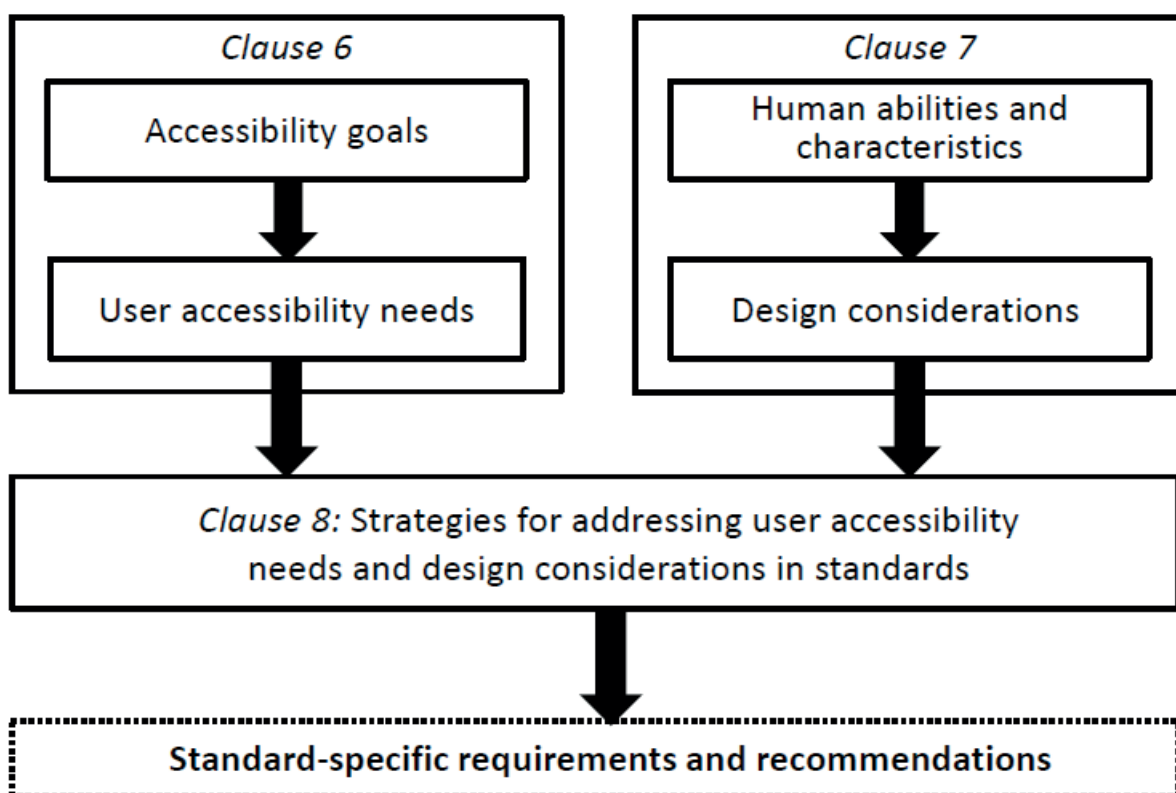 Clause 6
Accessibility goals
User accessibility needs
Clause 7
Human abilities and
characteristics
Design considerations
Clause 8: Strategies for addressing user accessibility
needs and design considerations in standards
Standard-specific requirements and recommendations